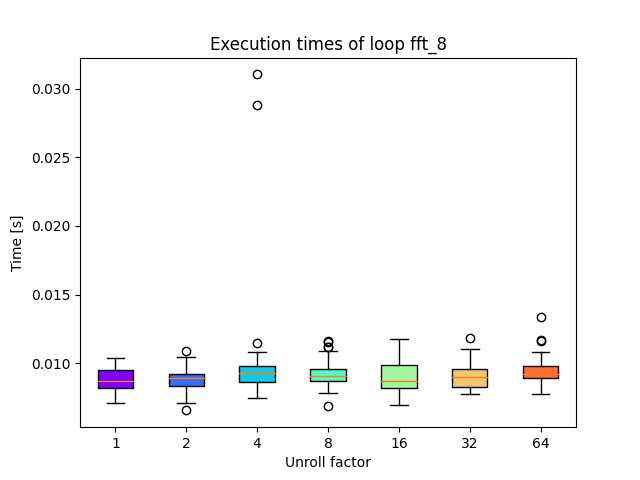 Execution times of loop fft_8
0.030
0.025
0.020
0.015
0.010
Time [s]
1 2 4 8 16 32 64
Unroll factor